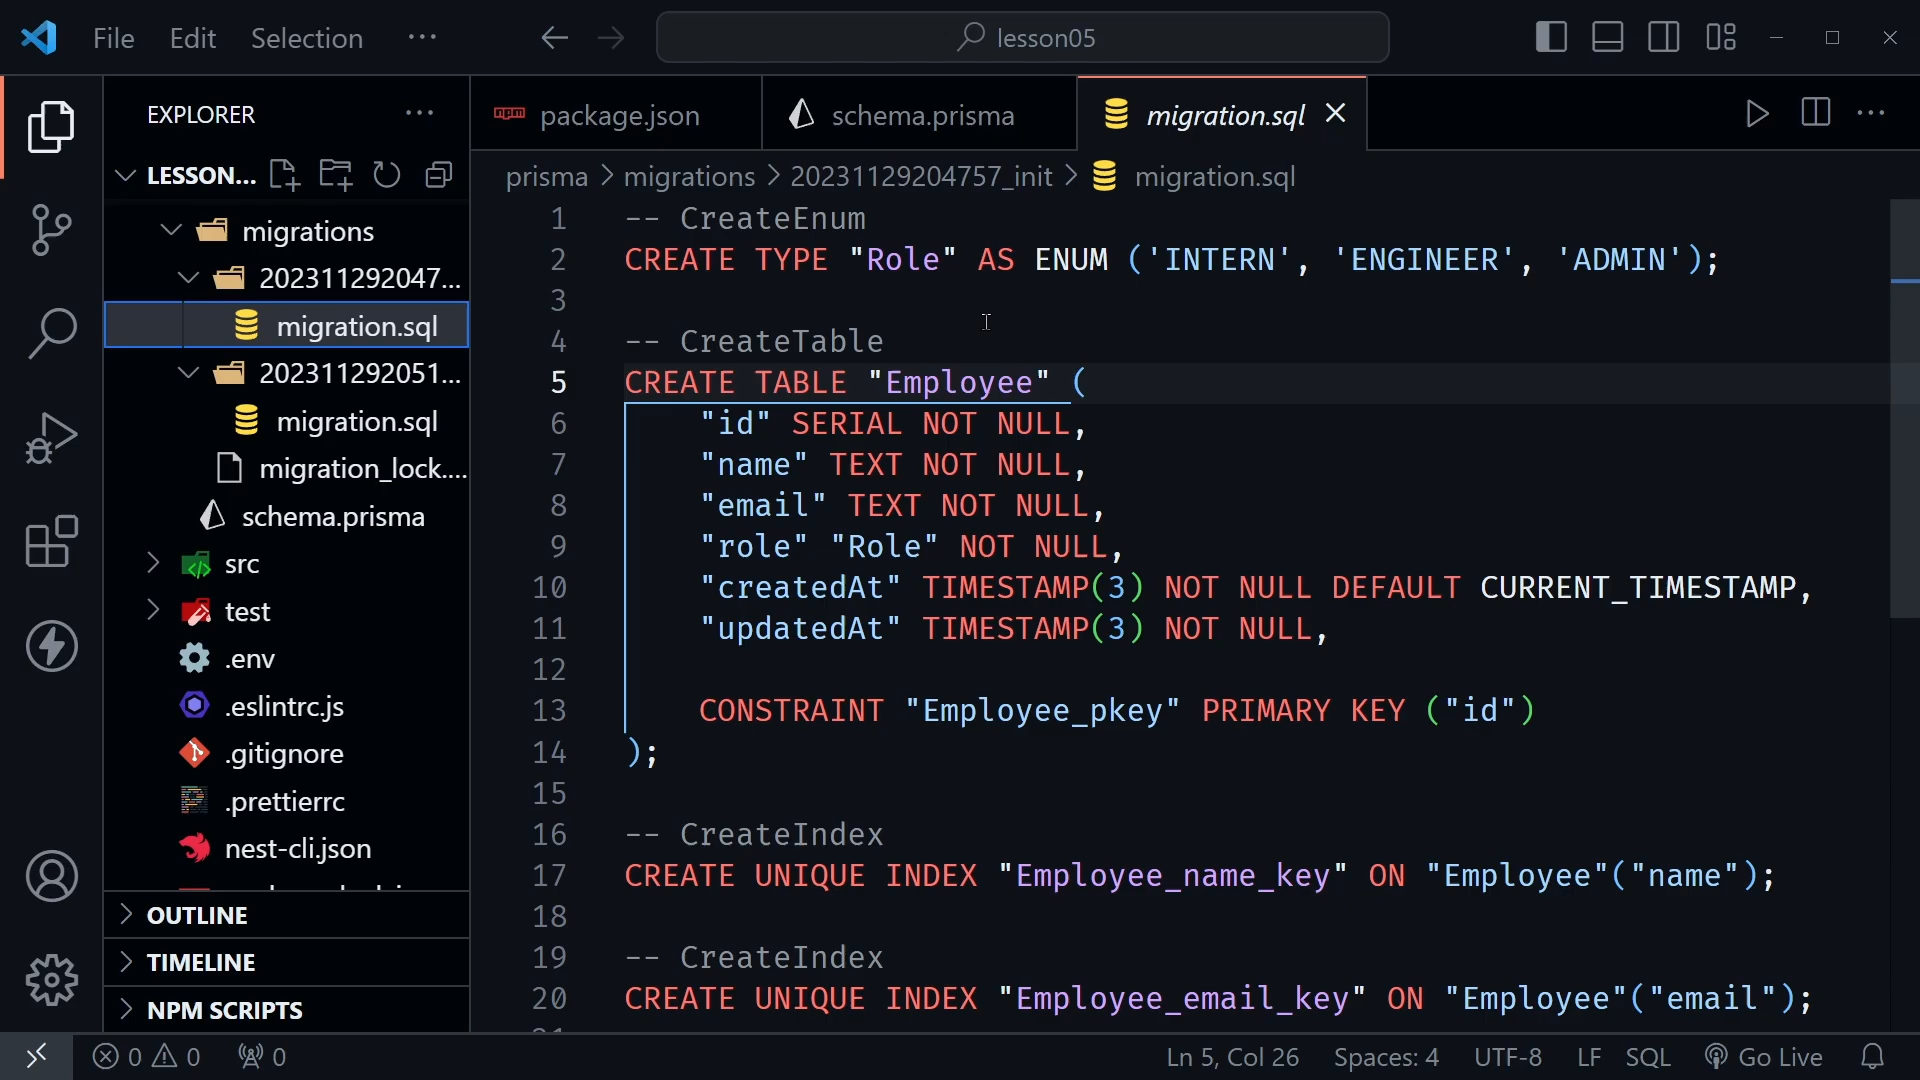 File Edit Selection ...
lesson05
EXPLORER ...
LESSON...
migrations
202311292047...
migration.sql
202311292051...
migration.sql
migration_lock....
schema.prisma
src
test
.env
.eslintrc.js
.gitignore
.prettierrc
nest-cli.json
OUTLINE
TIMELINE
NPM SCRIPTS
package.json
schema.prisma
migration.sql
prisma > migrations > 20231129204757_init > migration.sql
1 -- CreateEnum
2 CREATE TYPE "Role" AS ENUM ('INTERN', 'ENGINEER', 'ADMIN');
3
4 -- CreateTable
5 CREATE TABLE "Employee" (
6 "id" SERIAL NOT NULL,
7 "name" TEXT NOT NULL,
8 "email" TEXT NOT NULL,
9 "role" "Role" NOT NULL,
10 "createdAt" TIMESTAMP(3) NOT NULL DEFAULT CURRENT_TIMESTAMP,
11 "updatedAt" TIMESTAMP(3) NOT NULL,
12
13 CONSTRAINT "Employee_pkey" PRIMARY KEY ("id")
14 );
15
16 -- CreateIndex
17 CREATE UNIQUE INDEX "Employee_name_key" ON "Employee"("name");
18
19 -- CreateIndex
20 CREATE UNIQUE INDEX "Employee_email_key" ON "Employee"("email");
0 0 0
Ln 5, Col 26 Spaces: 4 UTF-8 LF SQL Go Live